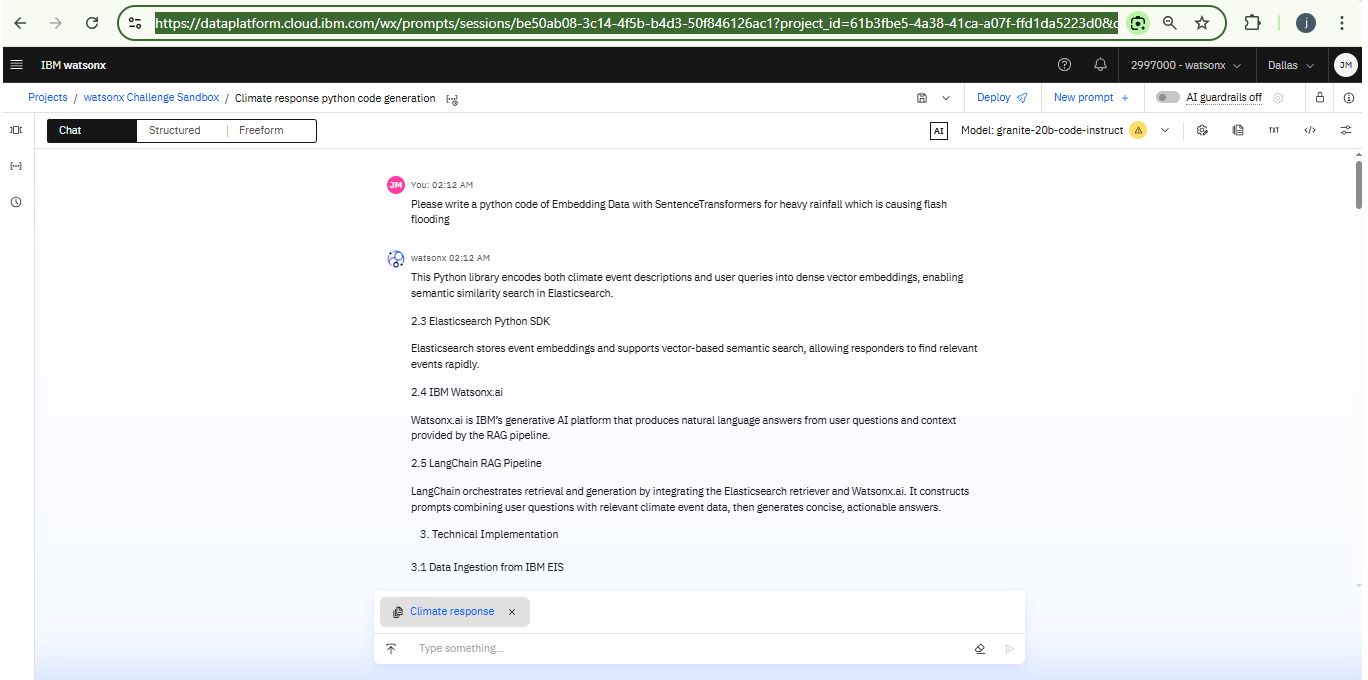 https://dataplatform.cloud.ibm.com/wx/prompts/sessions/be50ab08-3c14-4f5b-b4d3-50f846126ac1?project_id=61b3fbe5-4a38-41ca-a07f-ffd1da5223d0&c
j
IBM watsonx
2997000 - watsonx
Dallas
JM
Projects / watsonx Challenge Sandbox / Climate response python code generation
Deploy
New prompt +
AI guardrails off
Chat
Structured
Freeform
AI
Model: granite-20b-code-instruct
TXT
</>
JM
You: 02:12 AM
Please write a python code of Embedding Data with SentenceTransformers for heavy rainfall which is causing flash
flooding
watsonx 02:12 AM
This Python library encodes both climate event descriptions and user queries into dense vector embeddings, enabling
semantic similarity search in Elasticsearch.
2.3 Elasticsearch Python SDK
Elasticsearch stores event embeddings and supports vector-based semantic search, allowing responders to find relevant
events rapidly.
2.4 IBM Watsonx.ai
Watsonx.ai is IBM's generative AI platform that produces natural language answers from user questions and context
provided by the RAG pipeline.
2.5 LangChain RAG Pipeline
LangChain orchestrates retrieval and generation by integrating the Elasticsearch retriever and Watsonx.ai. It constructs
prompts combining user questions with relevant climate event data, then generates concise, actionable answers.
3. Technical Implementation
3.1 Data Ingestion from IBM EIS
Climate response
Type something...